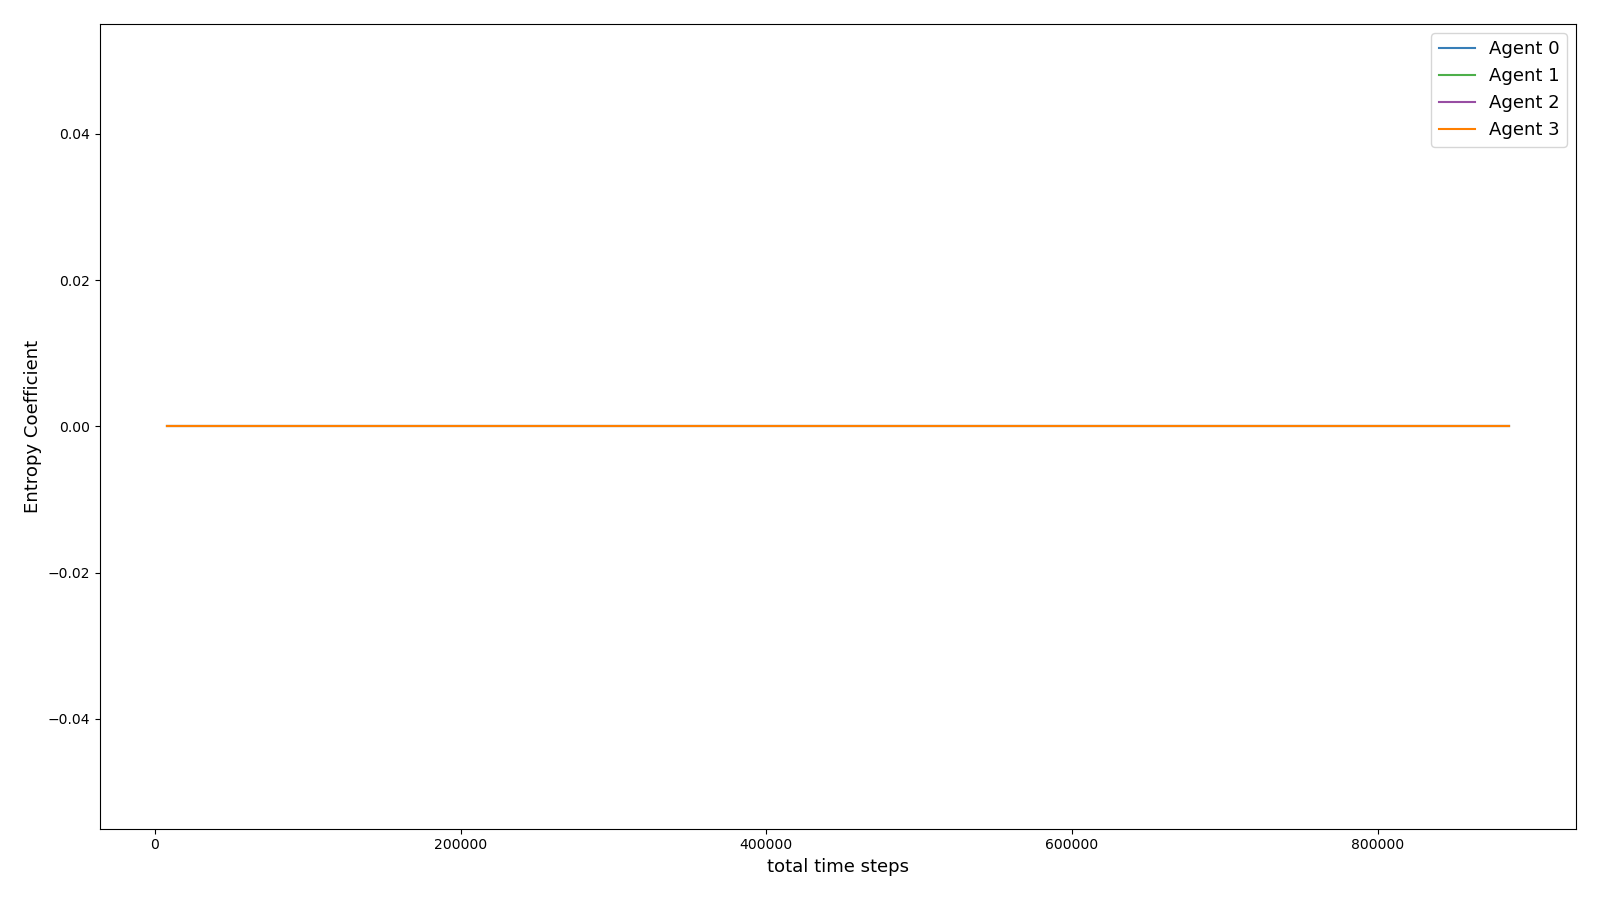 Agent 0
Agent 1
Agent 2
Agent 3
Entropy Coefficient
0.04
0.02
0.00
−0.02
−0.04
0 200000 400000 600000 800000
total time steps